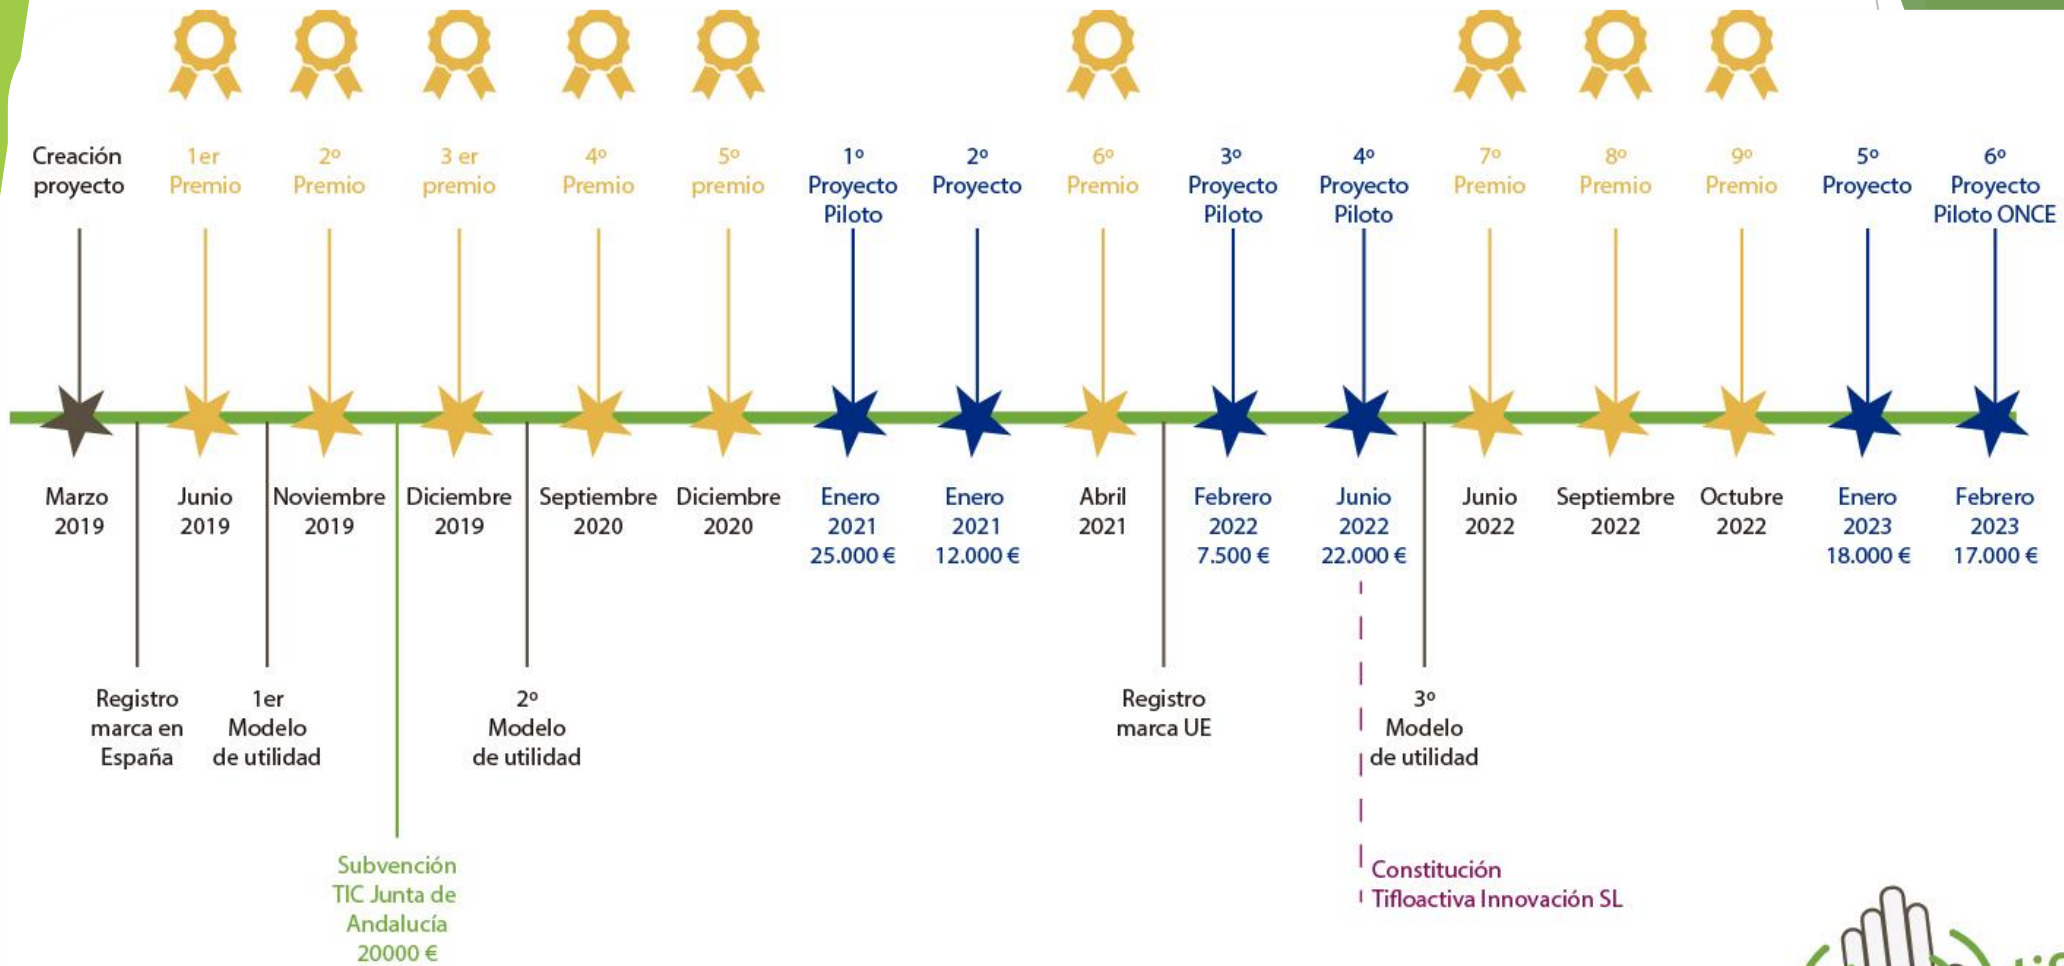 Creación
proyecto
1er
Premio
2º
Premio
3 er
premio
4º
Premio
5º
premio
1º
Proyecto
Piloto
2º
Proyecto
6º
Premio
3º
Proyecto
Piloto
4º
Proyecto
Piloto
7º
Premio
8º
Premio
9º
Premio
5º
Proyecto
6º
Proyecto
Piloto ONCE
Marzo
2019
Junio
2019
Noviembre
2019
Diciembre
2019
Septiembre
2020
Diciembre
2020
Enero
2021
25.000 €
Enero
2021
12.000 €
Abril
2021
Febrero
2022
7.500 €
Junio
2022
22.000 €
Junio
2022
Septiembre
2022
Octubre
2022
Enero
2023
18.000 €
Febrero
2023
17.000 €
Registro
marca en
España
1er
Modelo
de utilidad
2º
Modelo
de utilidad
Registro
marca UE
3º
Modelo
de utilidad
Subvención
TIC Junta de
Andalucía
20000 €
Constitución
Tifloactiva Innovación SL